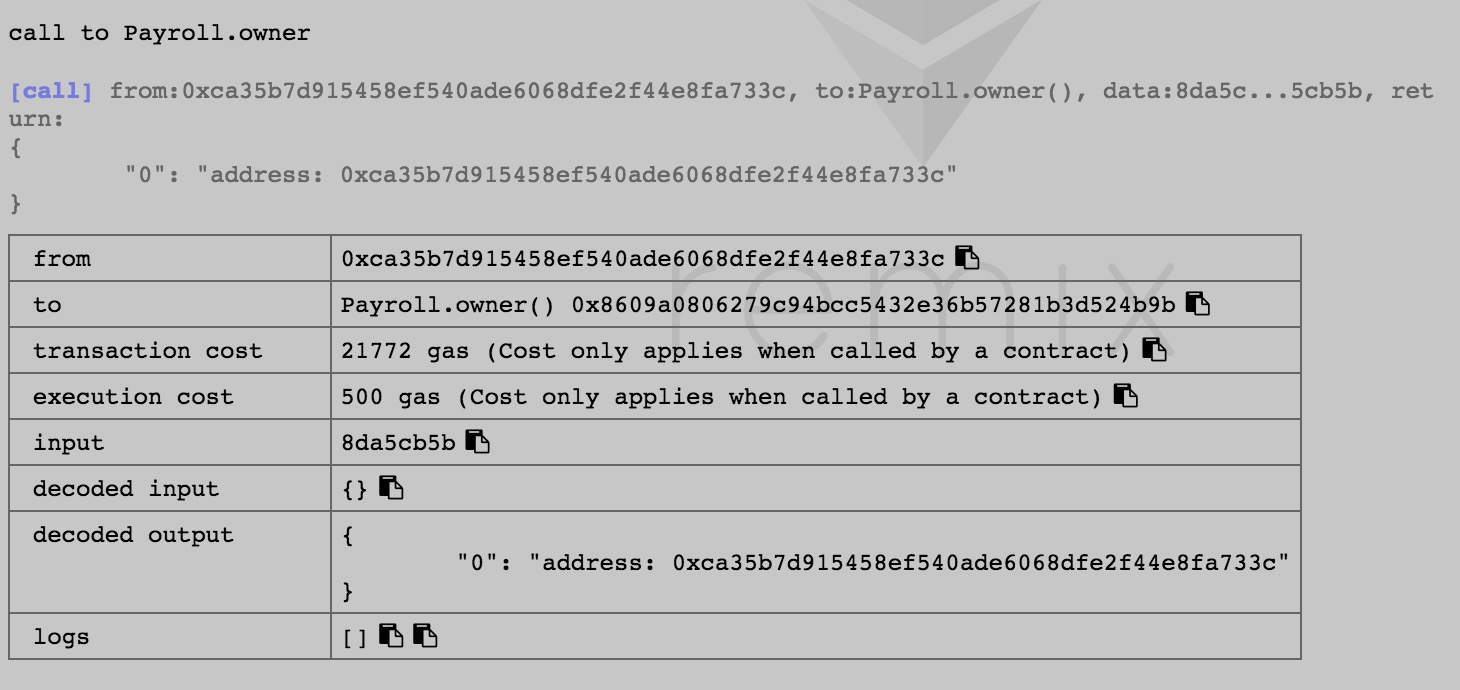 call to Payroll.owner
[call] from:0xca35b7d915458ef540ade6068dfe2f44e8fa733c, to:Payroll.owner(), data:8da5c...5cb5b, ret
urn:
{
"0": "address: 0xca35b7d915458ef540ade6068dfe2f44e8fa733c"
}
from 0xca35b7d915458ef540ade6068dfe2f44e8fa733c
to Payroll.owner() 0x8609a0806279c94bcc5432e36b57281b3d524b9b
transaction cost 21772 gas (Cost only applies when called by a contract)
execution cost 500 gas (Cost only applies when called by a contract)
input 8da5cb5b
decoded input {}
decoded output {
"0": "address: 0xca35b7d915458ef540ade6068dfe2f44e8fa733c"
}
logs []
remix